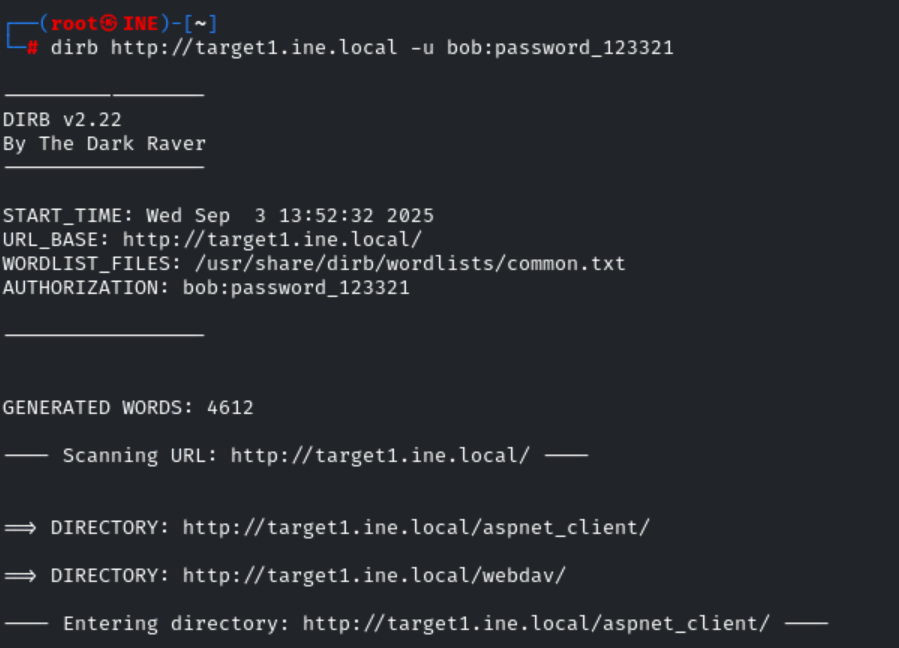 ┌──(root㉿INE)-[~]
└─# dirb http://target1.ine.local -u bob:password_123321
-----------------
DIRB v2.22
By The Dark Raver
-----------------
START_TIME: Wed Sep  3 13:52:32 2025
URL_BASE: http://target1.ine.local/
WORDLIST_FILES: /usr/share/dirb/wordlists/common.txt
AUTHORIZATION: bob:password_123321
-----------------
GENERATED WORDS: 4612
---- Scanning URL: http://target1.ine.local/ ----
==> DIRECTORY: http://target1.ine.local/aspnet_client/
==> DIRECTORY: http://target1.ine.local/webdav/
---- Entering directory: http://target1.ine.local/aspnet_client/ ----